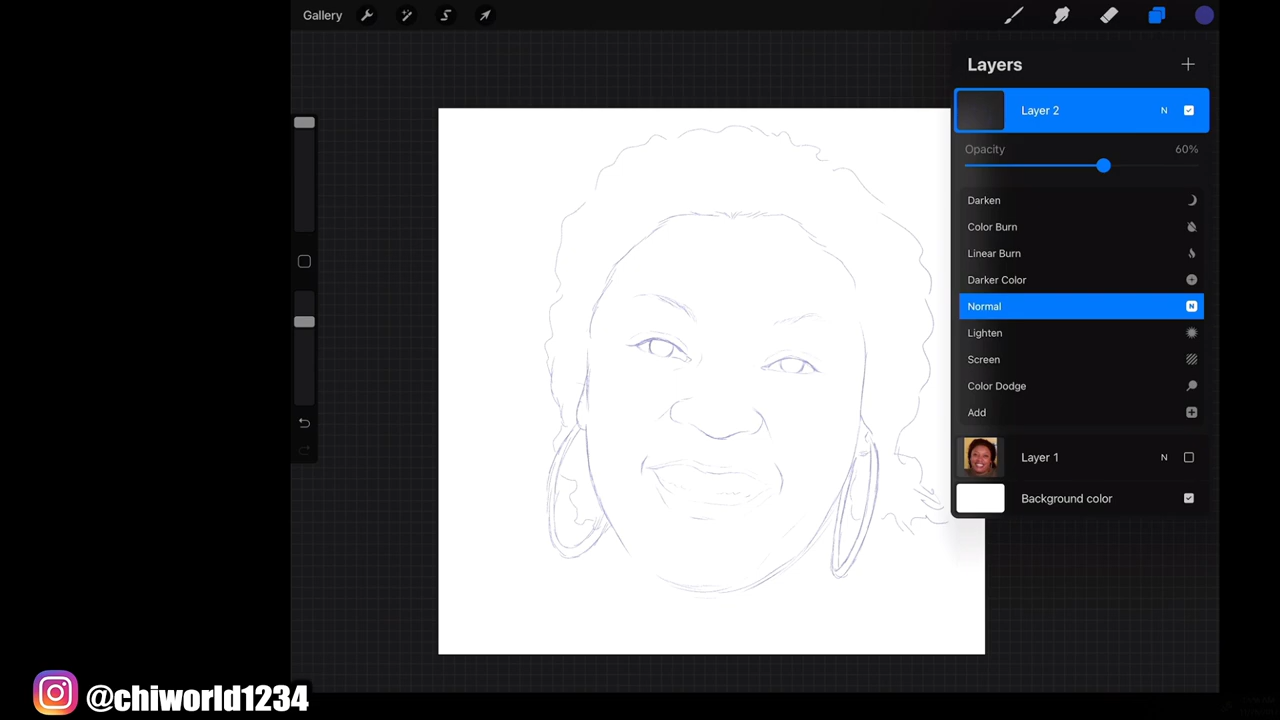 Gallery
Layers
Layer 2 N
Opacity 60%
Darken
Color Burn
Linear Burn
Darker Color
Normal N
Lighten
Screen
Color Dodge
Add
Layer 1 N
Background color
@chiworld1234